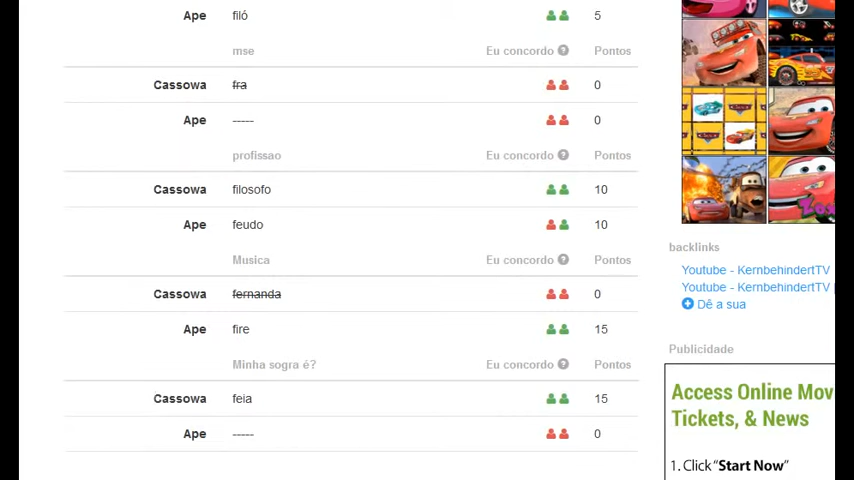 Ape filó 5
mse Eu concordo Pontos
Cassowa fra 0
Ape ----- 0
profissao Eu concordo Pontos
Cassowa filosofo 10
Ape feudo 10
Musica Eu concordo Pontos
Cassowa fernanda 0
Ape fire 15
Minha sogra é? Eu concordo Pontos
Cassowa feia 15
Ape ----- 0
backlinks
Youtube - KernbehindertTV
Youtube - KernbehindertTV |
Dê a sua
Publicidade
Access Online Mov
Tickets, & News
1. Click “Start Now”